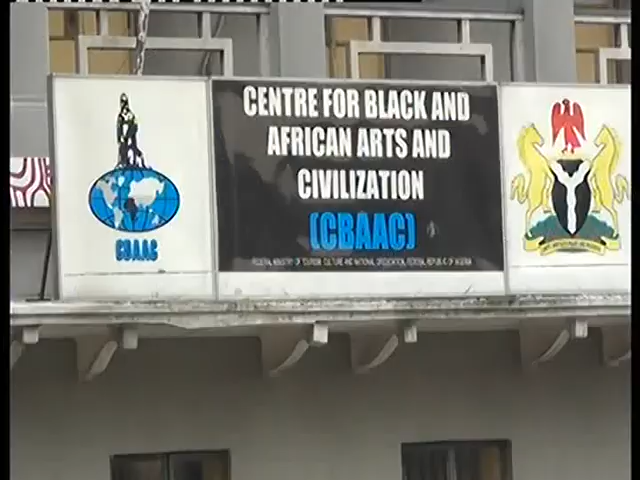 CENTRE FOR BLACK AND
AFRICAN ARTS AND
CIVILIZATION
(CBAAC)
FEDERAL MINISTRY OF TOURISM, CULTURE AND NATIONAL ORIENTATION, FEDERAL REPUBLIC OF NIGERIA
CBAAC